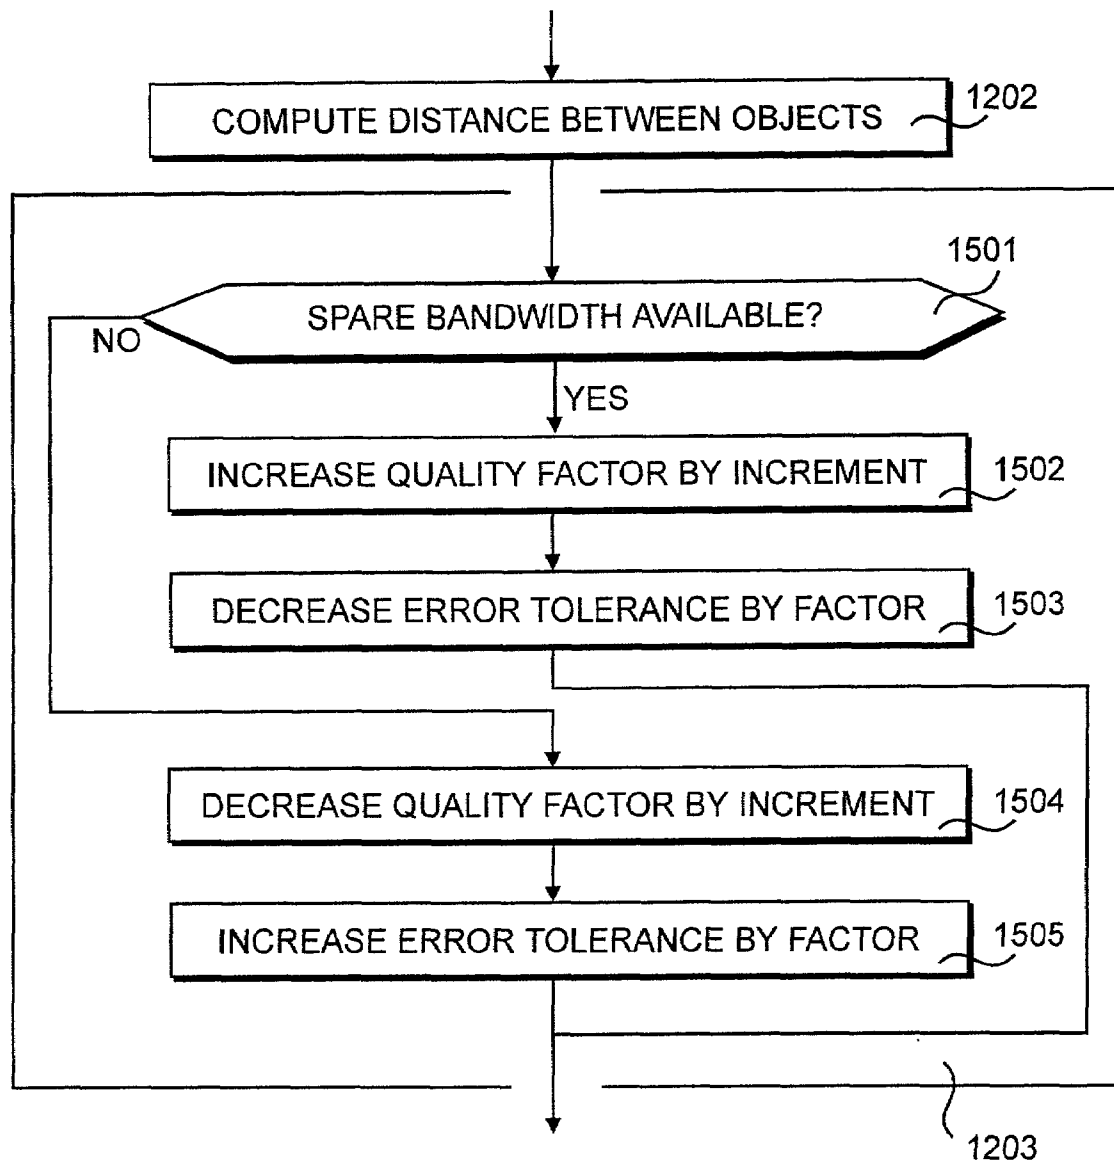 COMPUTE DISTANCE BETWEEN OBJECTS
1202
1501
SPARE BANDWIDTH AVAILABLE?
NO
YES
INCREASE QUALITY FACTOR BY INCREMENT
1502
DECREASE ERROR TOLERANCE BY FACTOR
1503
DECREASE QUALITY FACTOR BY INCREMENT
1504
INCREASE ERROR TOLERANCE BY FACTOR
1505
1203